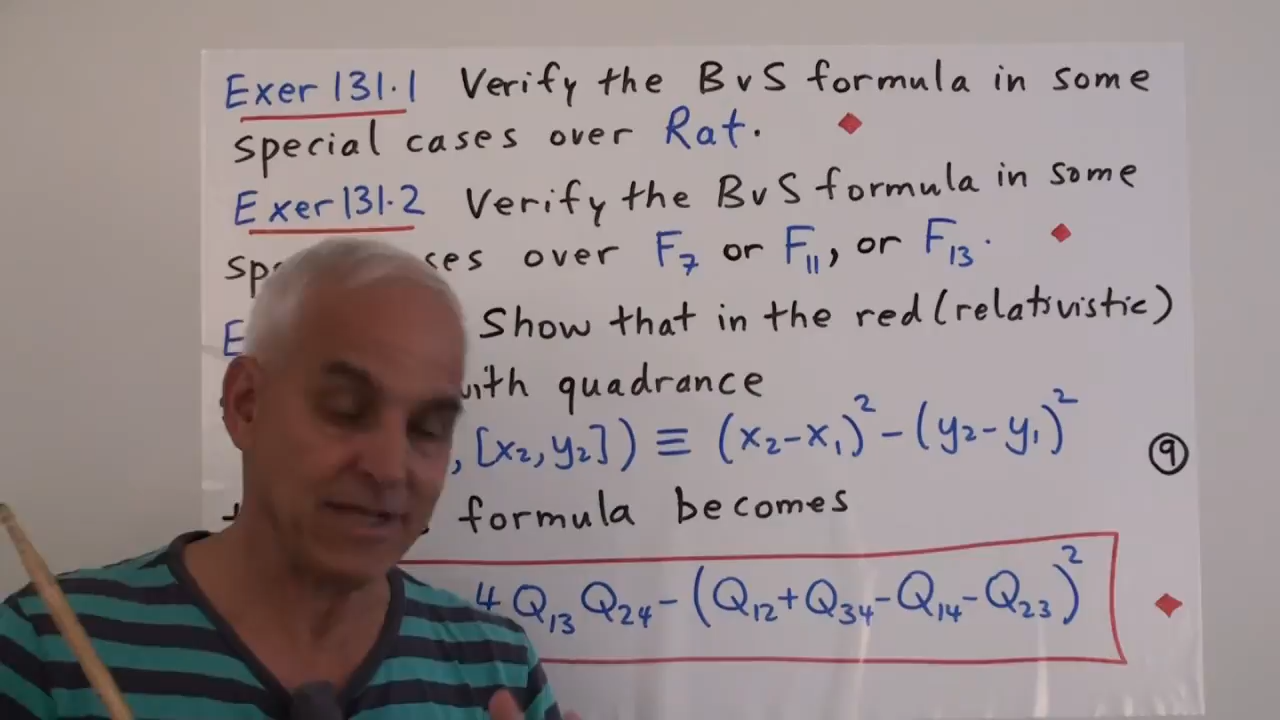 Exer 131.1 Verify the BvS formula in some
special cases over Rat.
Exer 131.2 Verify the BvS formula in some
over F₇ or F₁₁, or F₁₃.
Show that in the red (relativistic)
with quadrance
, [x₂, y₂]) ≡ (x₂-x₁)² - (y₂-y₁)²
9
formula becomes
4Q₁₃Q₂₄ - (Q₁₂+Q₃₄-Q₁₄-Q₂₃)²